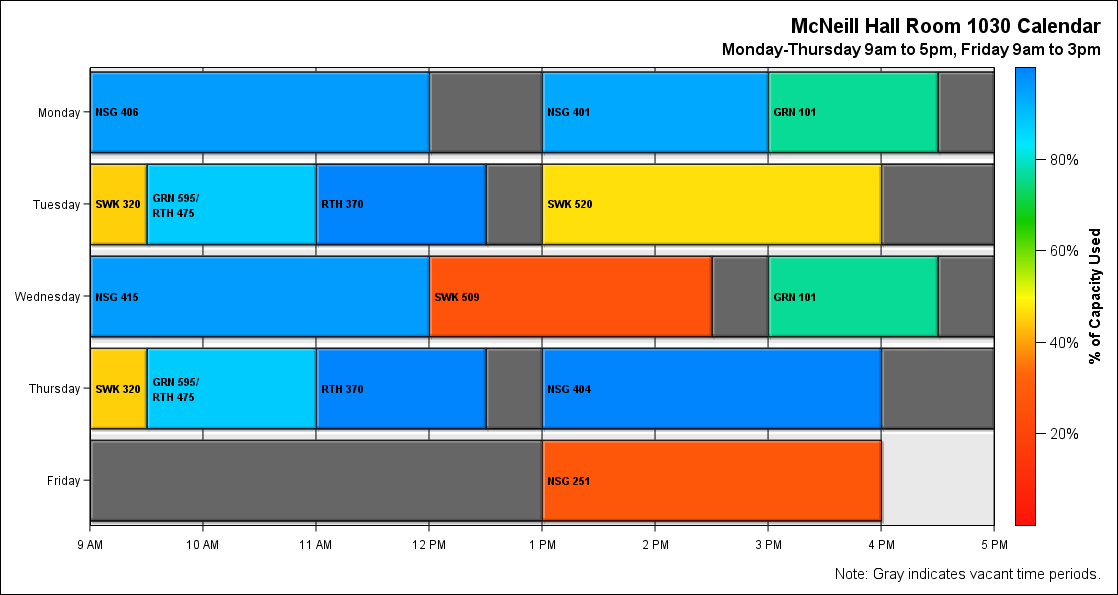 McNeill Hall Room 1030 Calendar
Monday-Thursday 9am to 5pm, Friday 9am to 3pm
Monday
NSG 406
NSG 401
GRN 101
Tuesday
SWK 320
GRN 595/
RTH 475
RTH 370
SWK 520
Wednesday
NSG 415
SWK 509
GRN 101
Thursday
SWK 320
GRN 595/
RTH 475
RTH 370
NSG 404
Friday
NSG 251
9 AM
10 AM
11 AM
12 PM
1 PM
2 PM
3 PM
4 PM
5 PM
80%
60%
40%
20%
% of Capacity Used
Note: Gray indicates vacant time periods.